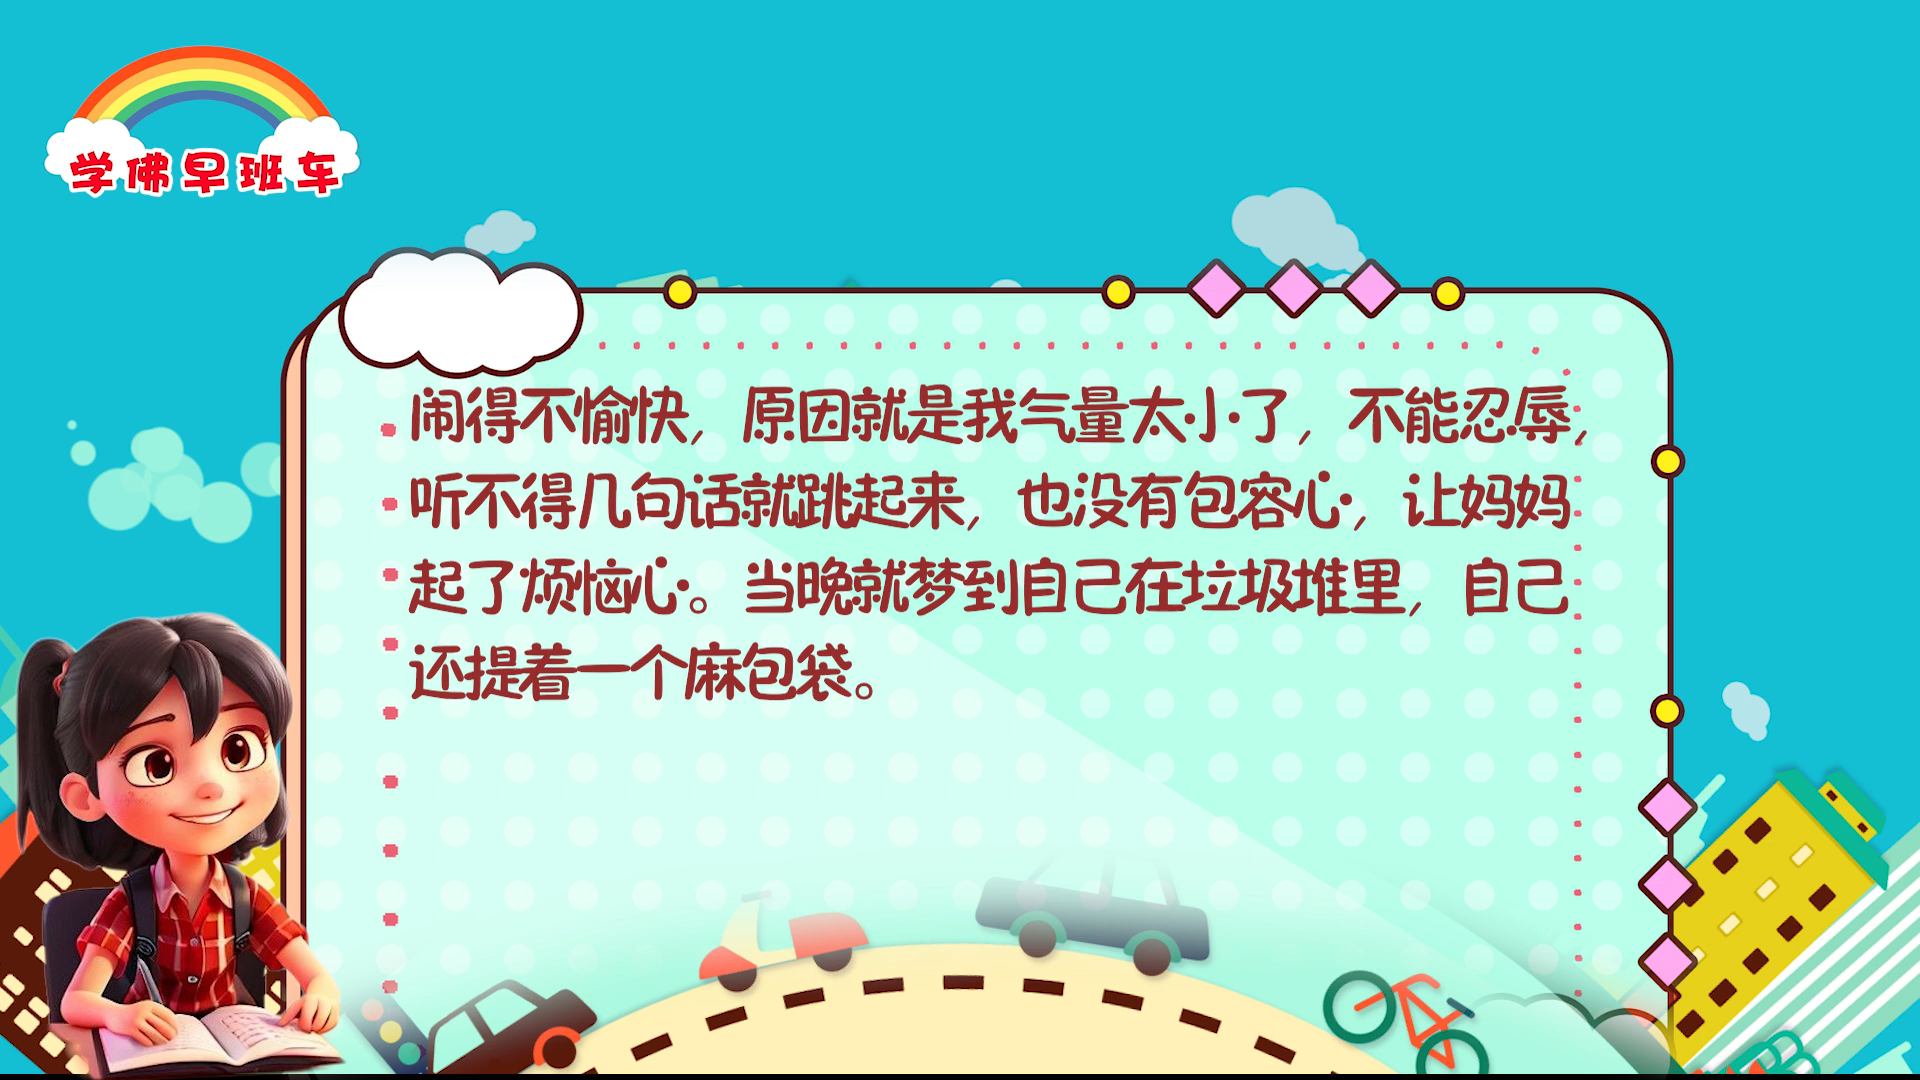 学佛早班车
闹得不愉快，原因就是我气量太小了，不能忍辱，
听不得几句话就跳起来，也没有包容心，让妈妈
起了烦恼心。当晚就梦到自己在垃圾堆里，自己
还提着一个麻包袋。